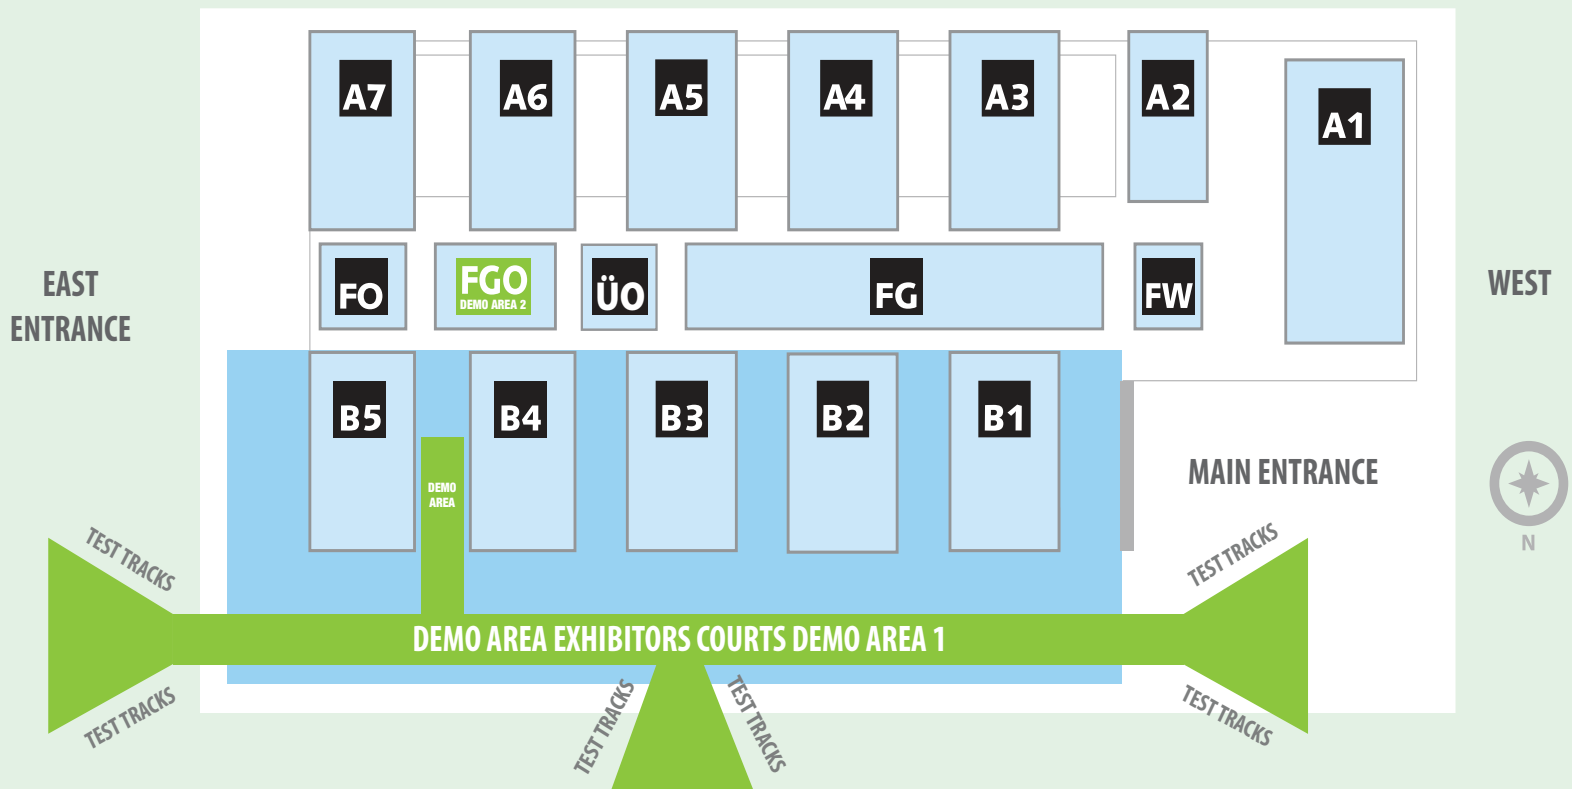 A7
A6
A5
A4
A3
A2
A1
EAST
ENTRANCE
FO
FGO
DEMO AREA 2
ÜO
FG
FW
WEST
B5
B4
B3
B2
B1
DEMO
AREA
MAIN ENTRANCE
N
TEST TRACKS
TEST TRACKS
DEMO AREA EXHIBITORS COURTS DEMO AREA 1
TEST TRACKS
TEST TRACKS
TEST TRACKS
TEST TRACKS